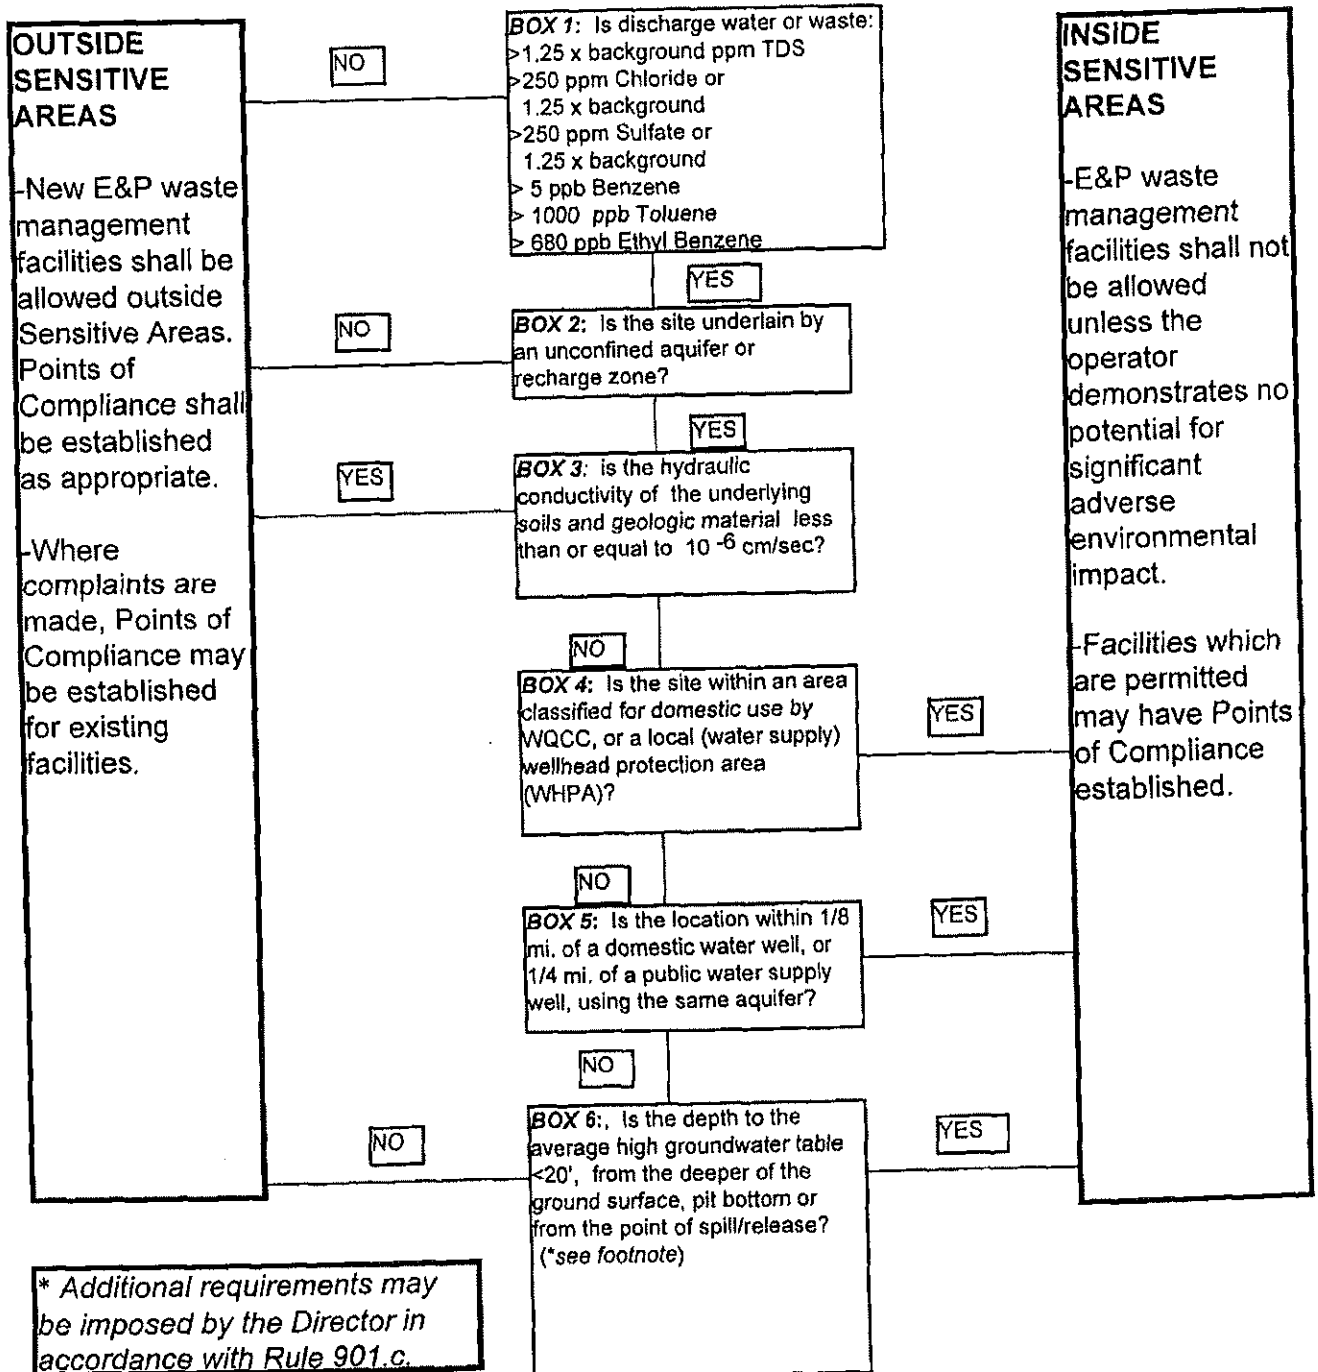 OUTSIDE
SENSITIVE
AREAS
-New E&P waste
management
facilities shall be
allowed outside
Sensitive Areas.
Points of
Compliance shall
be established
as appropriate.
-Where
complaints are
made, Points of
Compliance may
be established
for existing
facilities.
NO
BOX 1: Is discharge water or waste:
>1.25 x background ppm TDS
>250 ppm Chloride or
1.25 x background
>250 ppm Sulfate or
1.25 x background
> 5 ppb Benzene
> 1000 ppb Toluene
> 680 ppb Ethyl Benzene
YES
NO
BOX 2: Is the site underlain by
an unconfined aquifer or
recharge zone?
YES
YES
BOX 3: is the hydraulic
conductivity of the underlying
soils and geologic material less
than or equal to 10 -6 cm/sec?
NO
BOX 4: Is the site within an area
classified for domestic use by
WQCC, or a local (water supply)
wellhead protection area
(WHPA)?
YES
NO
BOX 5: Is the location within 1/8
mi. of a domestic water well, or
1/4 mi. of a public water supply
well, using the same aquifer?
YES
NO
NO
BOX 6:, Is the depth to the
average high groundwater table
<20', from the deeper of the
ground surface, pit bottom or
from the point of spill/release?
(*see footnote)
YES
INSIDE
SENSITIVE
AREAS
-E&P waste
management
facilities shall not
be allowed
unless the
operator
demonstrates no
potential for
significant
adverse
environmental
impact.
-Facilities which
are permitted
may have Points
of Compliance
established.
* Additional requirements may
be imposed by the Director in
accordance with Rule 901.c.